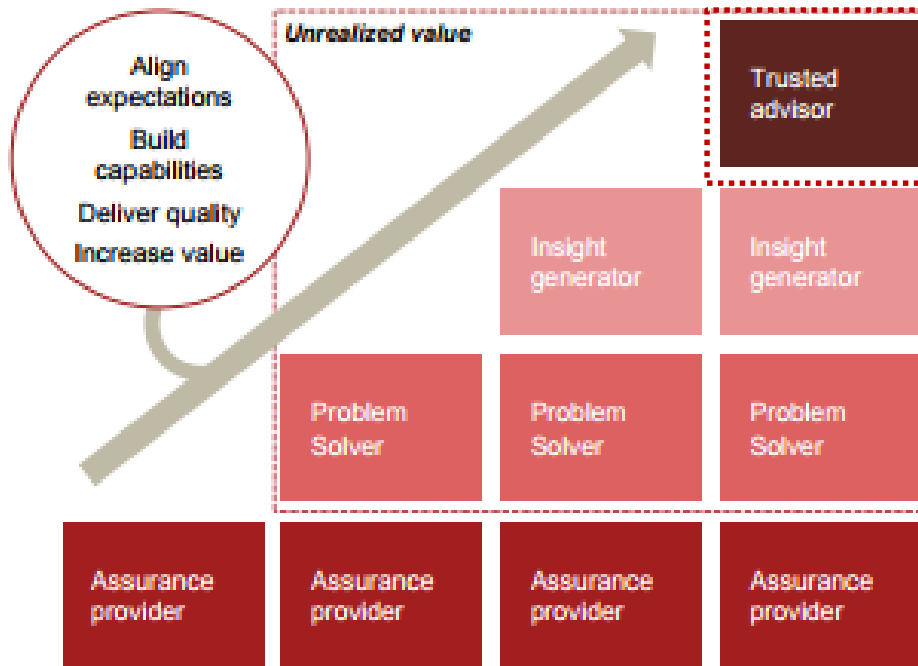 Unrealized value
Align
expectations
Build
capabilities
Deliver quality
Increase value
Trusted
advisor
Insight
generator
Insight
generator
Problem
Solver
Problem
Solver
Problem
Solver
Assurance
provider
Assurance
provider
Assurance
provider
Assurance
provider